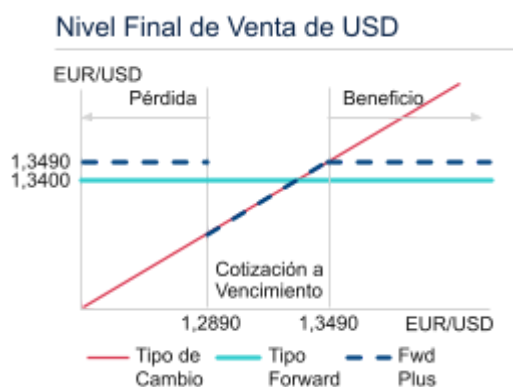 Nivel Final de Venta de USD
EUR/USD
Pérdida
Beneficio
1,3490
1,3400
Cotización a
Vencimiento
1,2890
1,3490
EUR/USD
Tipo de
Cambio
Tipo
Forward
Fwd
Plus